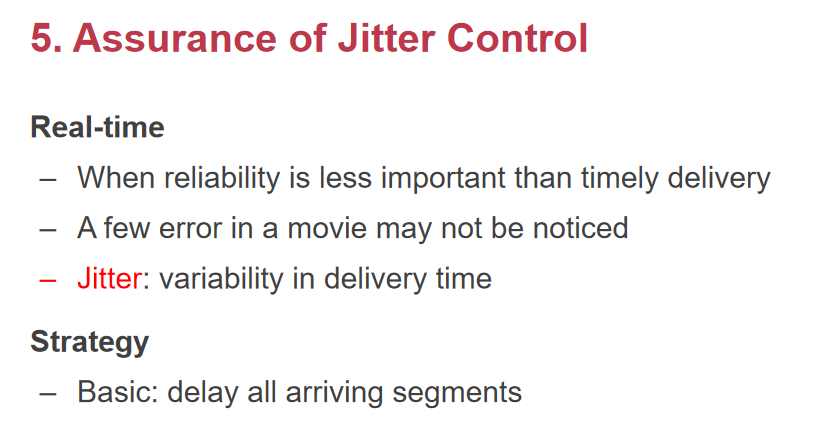 5. Assurance of Jitter Control
Real-time
– When reliability is less important than timely delivery
– A few error in a movie may not be noticed
– Jitter: variability in delivery time
Strategy
– Basic: delay all arriving segments